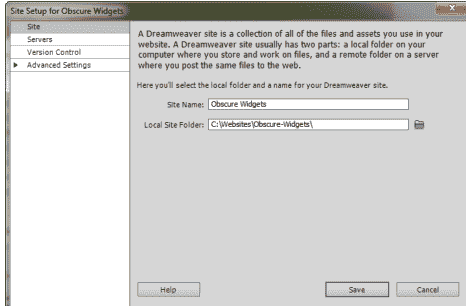 Site Setup for Obscure Widgets
Site
Servers
Version Control
Advanced Settings
A Dreamweaver site is a collection of all of the files and assets you use in your
website. A Dreamweaver site usually has two parts: a local folder on your
computer where you store and work on files, and a remote folder on a server
where you post the same files to the web.
Here you'll select the local folder and a name for your Dreamweaver site.
Site Name: Obscure Widgets
Local Site Folder: C:\Websites\Obscure-Widgets\
Help Save Cancel